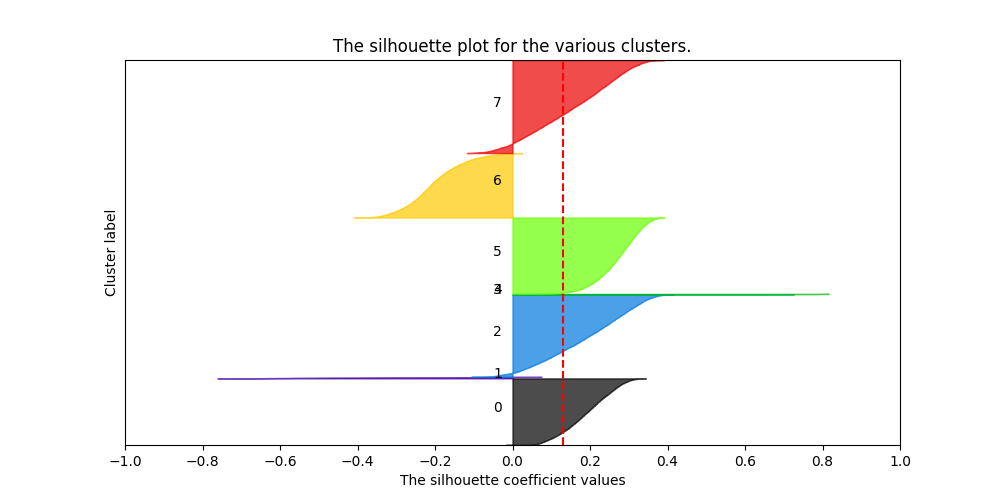 The silhouette plot for the various clusters.
Cluster label
7
6
5
4
3
2
1
0
−1.0 −0.8 −0.6 −0.4 −0.2 0.0 0.2 0.4 0.6 0.8 1.0
The silhouette coefficient values